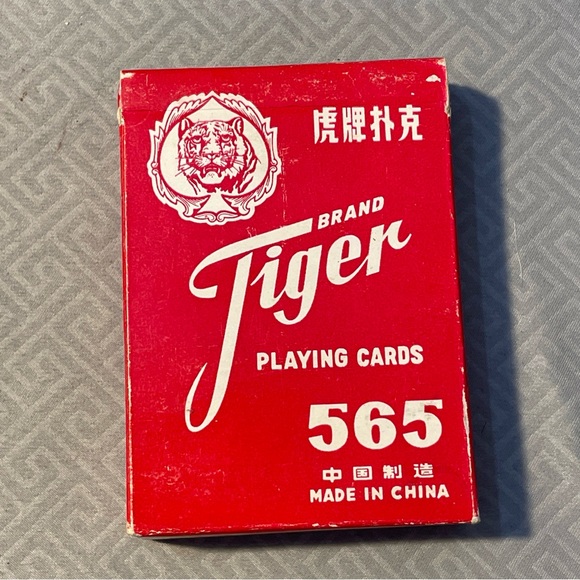 虎牌扑克
BRAND
Tiger
PLAYING CARDS
565
中国制造
MADE IN CHINA